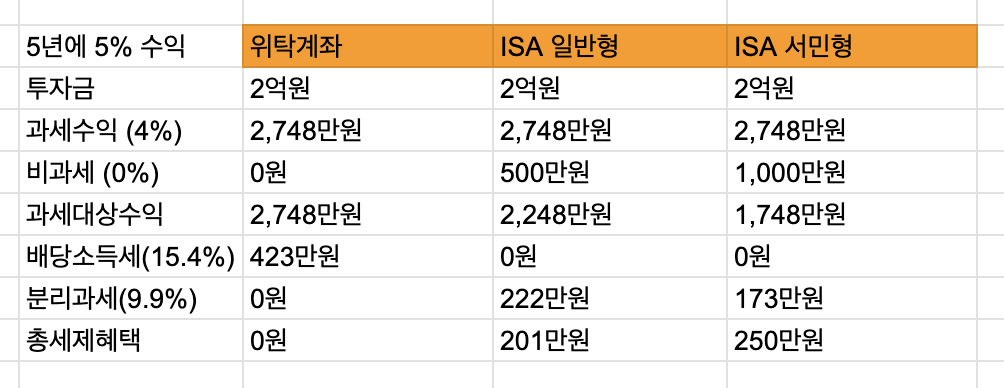 5년에 5% 수익 위탁계좌 ISA 일반형 ISA 서민형
투자금 2억원 2억원 2억원
과세수익 (4%) 2,748만원 2,748만원 2,748만원
비과세 (0%) 0원 500만원 1,000만원
과세대상수익 2,748만원 2,248만원 1,748만원
배당소득세(15.4%) 423만원 0원 0원
분리과세(9.9%) 0원 222만원 173만원
총세제혜택 0원 201만원 250만원